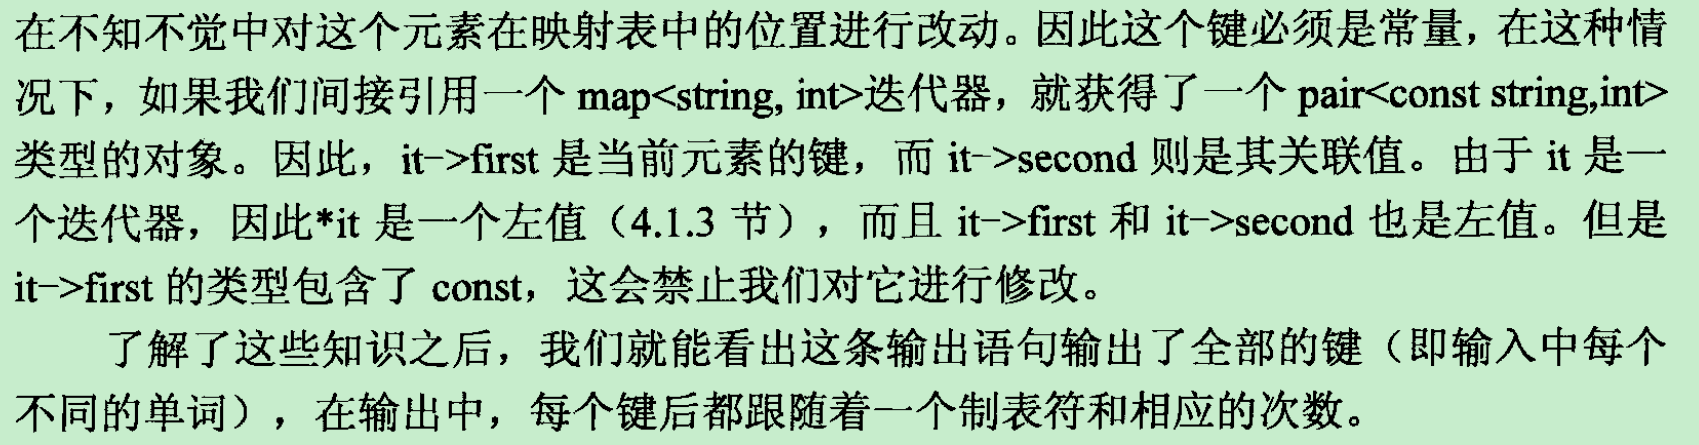 在不知不觉中对这个元素在映射表中的位置进行改动。因此这个键必须是常量，在这种情
况下，如果我们间接引用一个 map<string, int>迭代器，就获得了一个 pair<const string,int>
类型的对象。因此，it->first 是当前元素的键，而 it->second 则是其关联值。由于 it 是一
个迭代器，因此*it 是一个左值（4.1.3 节），而且 it->first 和 it->second 也是左值。但是
it->first 的类型包含了 const，这会禁止我们对它进行修改。
了解了这些知识之后，我们就能看出这条输出语句输出了全部的键（即输入中每个
不同的单词），在输出中，每个键后都跟随着一个制表符和相应的次数。